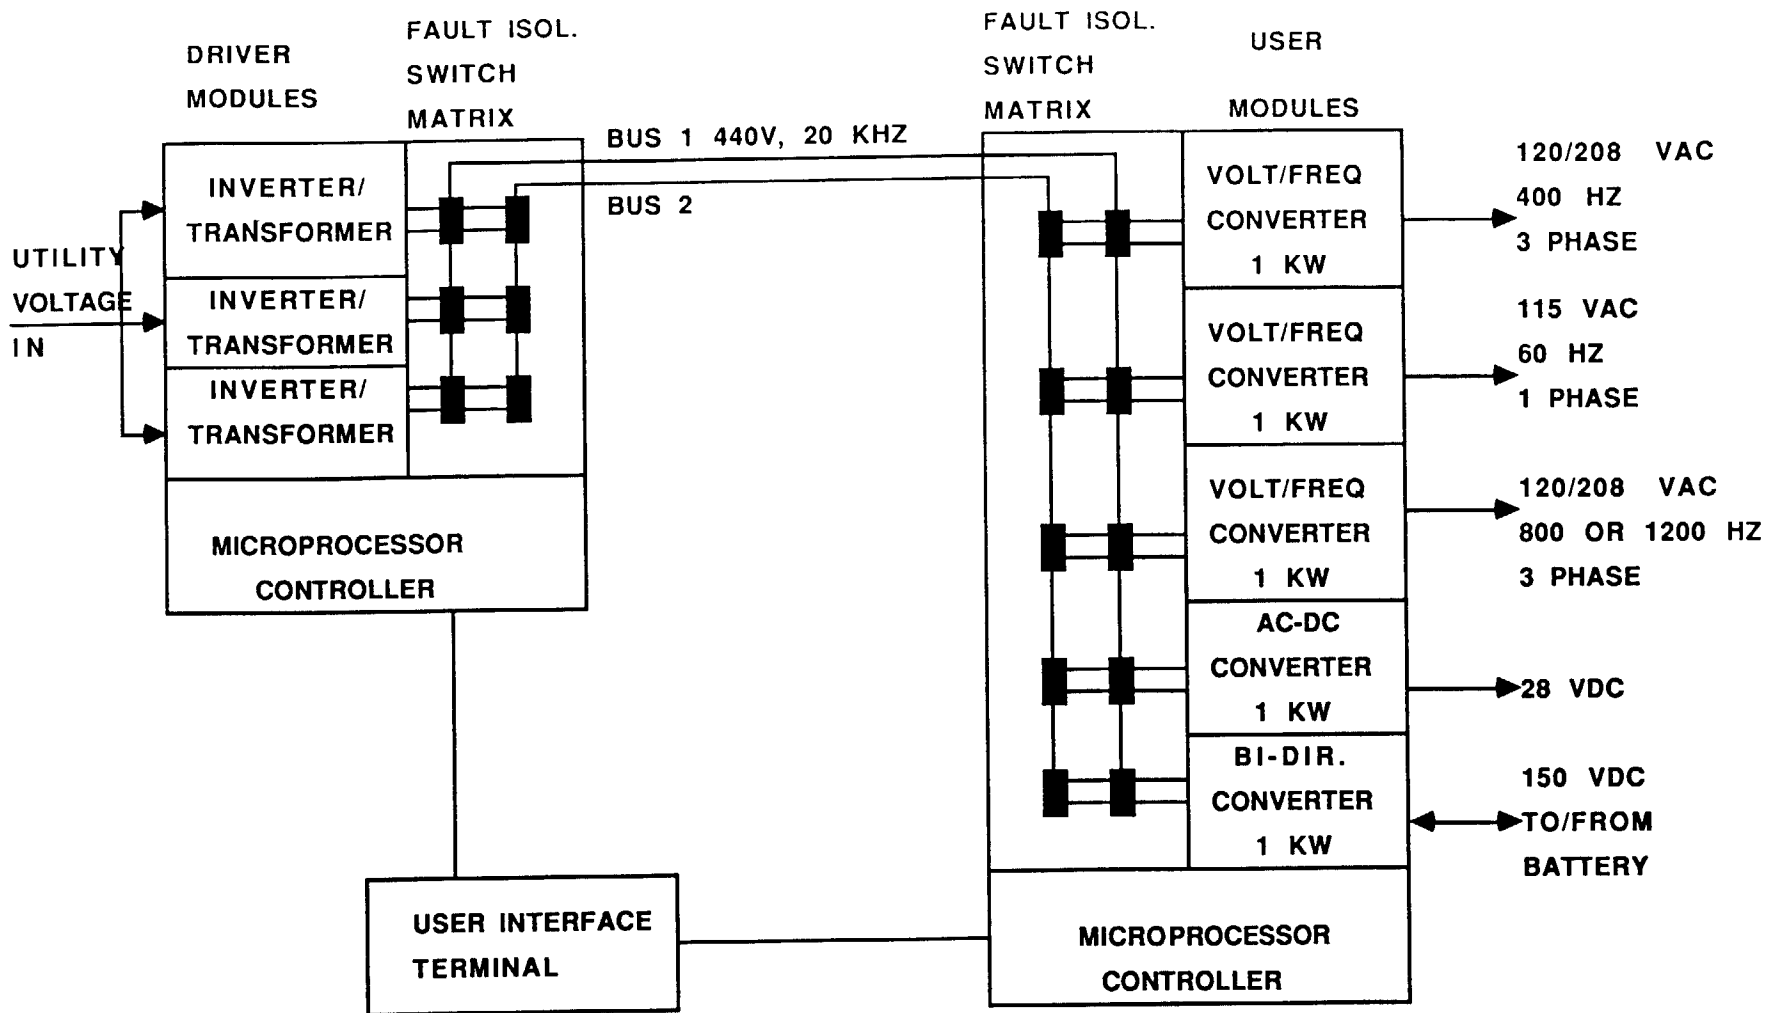 DRIVER
MODULES
FAULT ISOL.
SWITCH
MATRIX
FAULT ISOL.
SWITCH
MATRIX
USER
MODULES
BUS 1 440V, 20 KHZ
BUS 2
UTILITY
VOLTAGE
IN
INVERTER/
TRANSFORMER
INVERTER/
TRANSFORMER
INVERTER/
TRANSFORMER
MICROPROCESSOR
CONTROLLER
VOLT/FREQ
CONVERTER
1 KW
120/208 VAC
400 HZ
3 PHASE
VOLT/FREQ
CONVERTER
1 KW
115 VAC
60 HZ
1 PHASE
VOLT/FREQ
CONVERTER
1 KW
120/208 VAC
800 OR 1200 HZ
3 PHASE
AC-DC
CONVERTER
1 KW
28 VDC
BI-DIR.
CONVERTER
1 KW
150 VDC
TO/FROM
BATTERY
USER INTERFACE
TERMINAL
MICROPROCESSOR
CONTROLLER